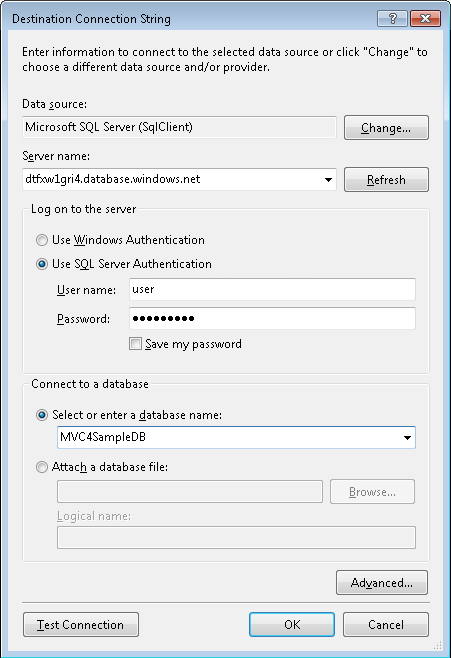 Destination Connection String
Enter information to connect to the selected data source or click "Change" to
choose a different data source and/or provider.
Data source:
Microsoft SQL Server (SqlClient)
Change...
Server name:
dtfxw1gri4.database.windows.net
Refresh
Log on to the server
Use Windows Authentication
Use SQL Server Authentication
User name:
user
Password:
●●●●●●●●●
Save my password
Connect to a database
Select or enter a database name:
MVC4SampleDB
Attach a database file:
Browse...
Logical name:
Advanced...
Test Connection
OK
Cancel